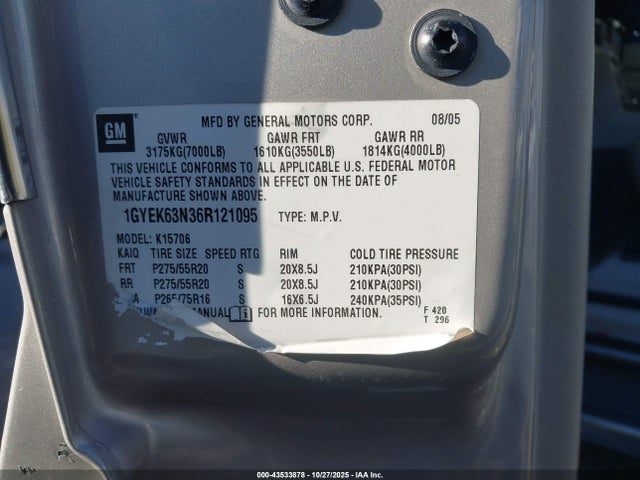 GM
MFD BY GENERAL MOTORS CORP. 08/05
GVWR GAWR FRT GAWR RR
3175KG(7000LB) 1610KG(3550LB) 1814KG(4000LB)
THIS VEHICLE CONFORMS TO ALL APPLICABLE U.S. FEDERAL MOTOR
VEHICLE SAFETY STANDARDS IN EFFECT ON THE DATE OF
MANUFACTURE SHOWN ABOVE.
1GYEK63N36R121095 TYPE: M.P.V.
MODEL: K15706
KAIQ TIRE SIZE SPEED RTG RIM COLD TIRE PRESSURE
FRT P275/55R20 S 20X8.5J 210KPA(30PSI)
RR P275/55R20 S 20X8.5J 210KPA(30PSI)
A P265/75R16 S 16X6.5J 240KPA(35PSI)
MANUAL i FOR MORE INFORMATION.
F 420
T 296
000-43533878 - 10/27/2025 - IAA Inc.